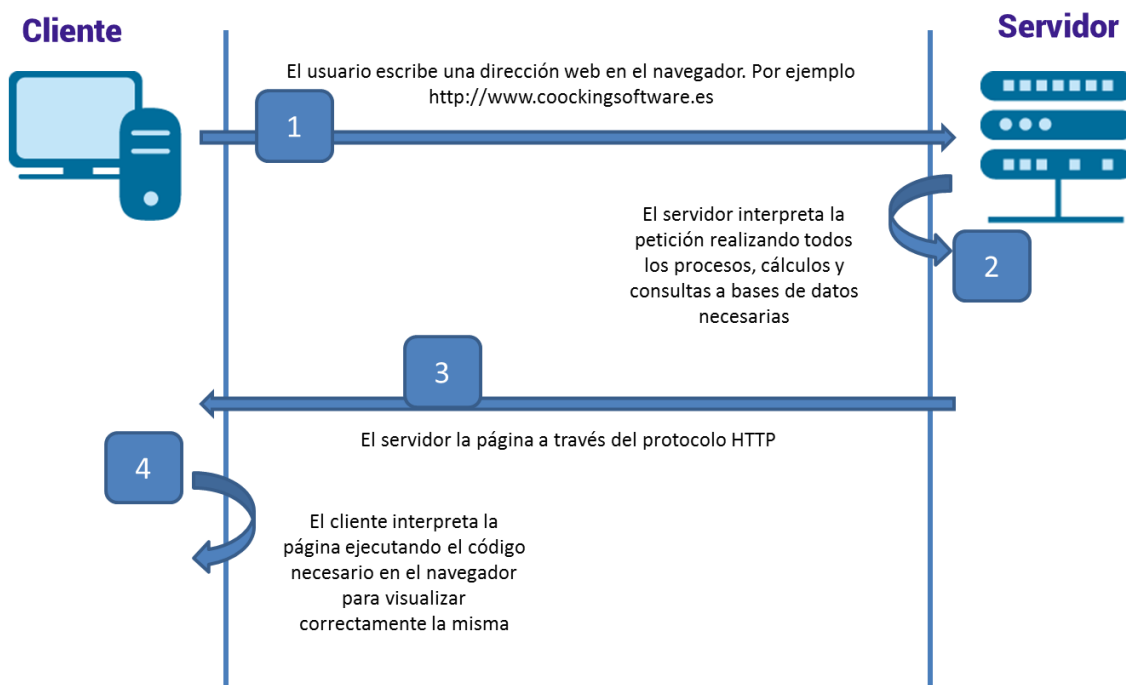 Cliente
Servidor
El usuario escribe una dirección web en el navegador. Por ejemplo
http://www.coockingsoftware.es
1
El servidor interpreta la
petición realizando todos
los procesos, cálculos y
consultas a bases de datos
necesarias
2
3
El servidor la página a través del protocolo HTTP
4
El cliente interpreta la
página ejecutando el código
necesario en el navegador
para visualizar
correctamente la misma